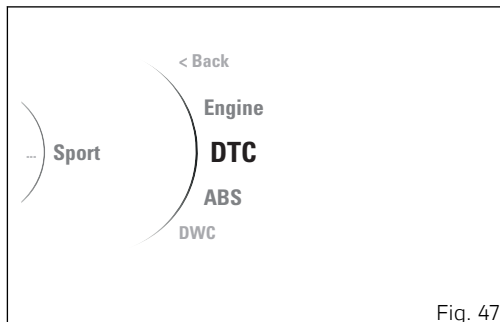 < Back
Engine
... Sport
DTC
ABS
DWC
Fig. 47